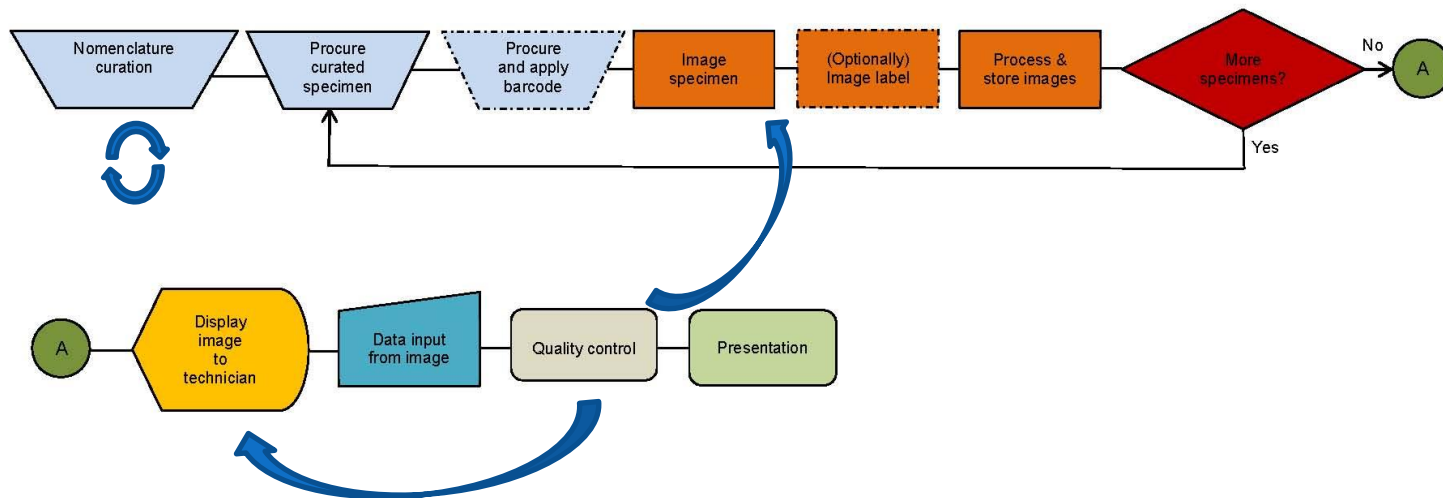 Nomenclature
curation
Procure
curated
specimen
Procure
and apply
barcode
Image
specimen
(Optionally)
Image label
Process &
store images
More
specimens?
No
A
Yes
A
Display
image
to
technician
Data input
from image
Quality control
Presentation